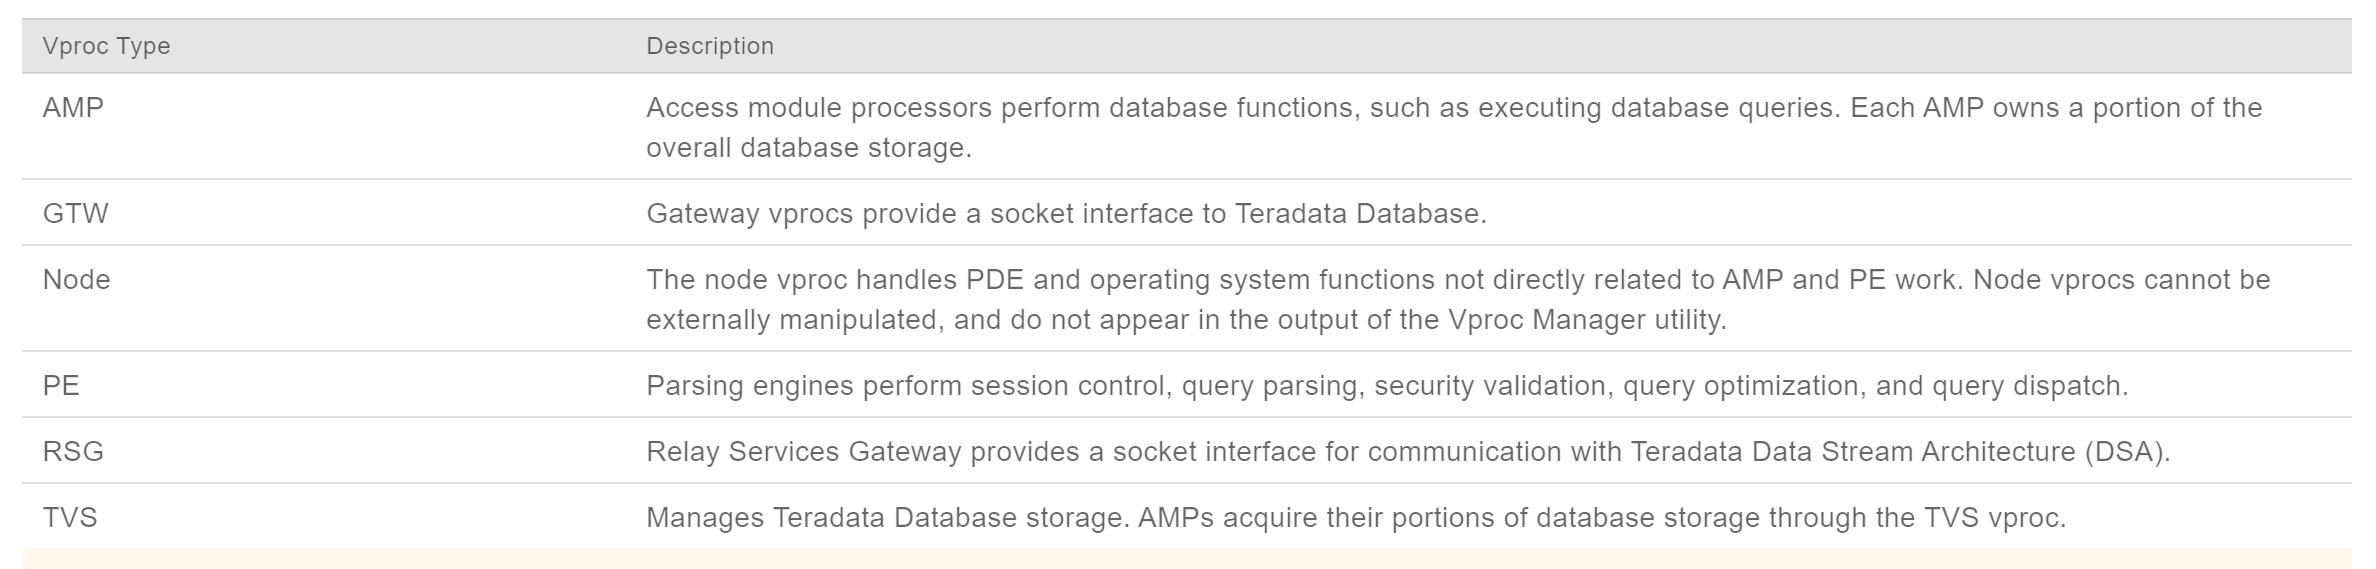 Vproc Type Description
AMP Access module processors perform database functions, such as executing database queries. Each AMP owns a portion of the
overall database storage.
GTW Gateway vprocs provide a socket interface to Teradata Database.
Node The node vproc handles PDE and operating system functions not directly related to AMP and PE work. Node vprocs cannot be
externally manipulated, and do not appear in the output of the Vproc Manager utility.
PE Parsing engines perform session control, query parsing, security validation, query optimization, and query dispatch.
RSG Relay Services Gateway provides a socket interface for communication with Teradata Data Stream Architecture (DSA).
TVS Manages Teradata Database storage. AMPs acquire their portions of database storage through the TVS vproc.